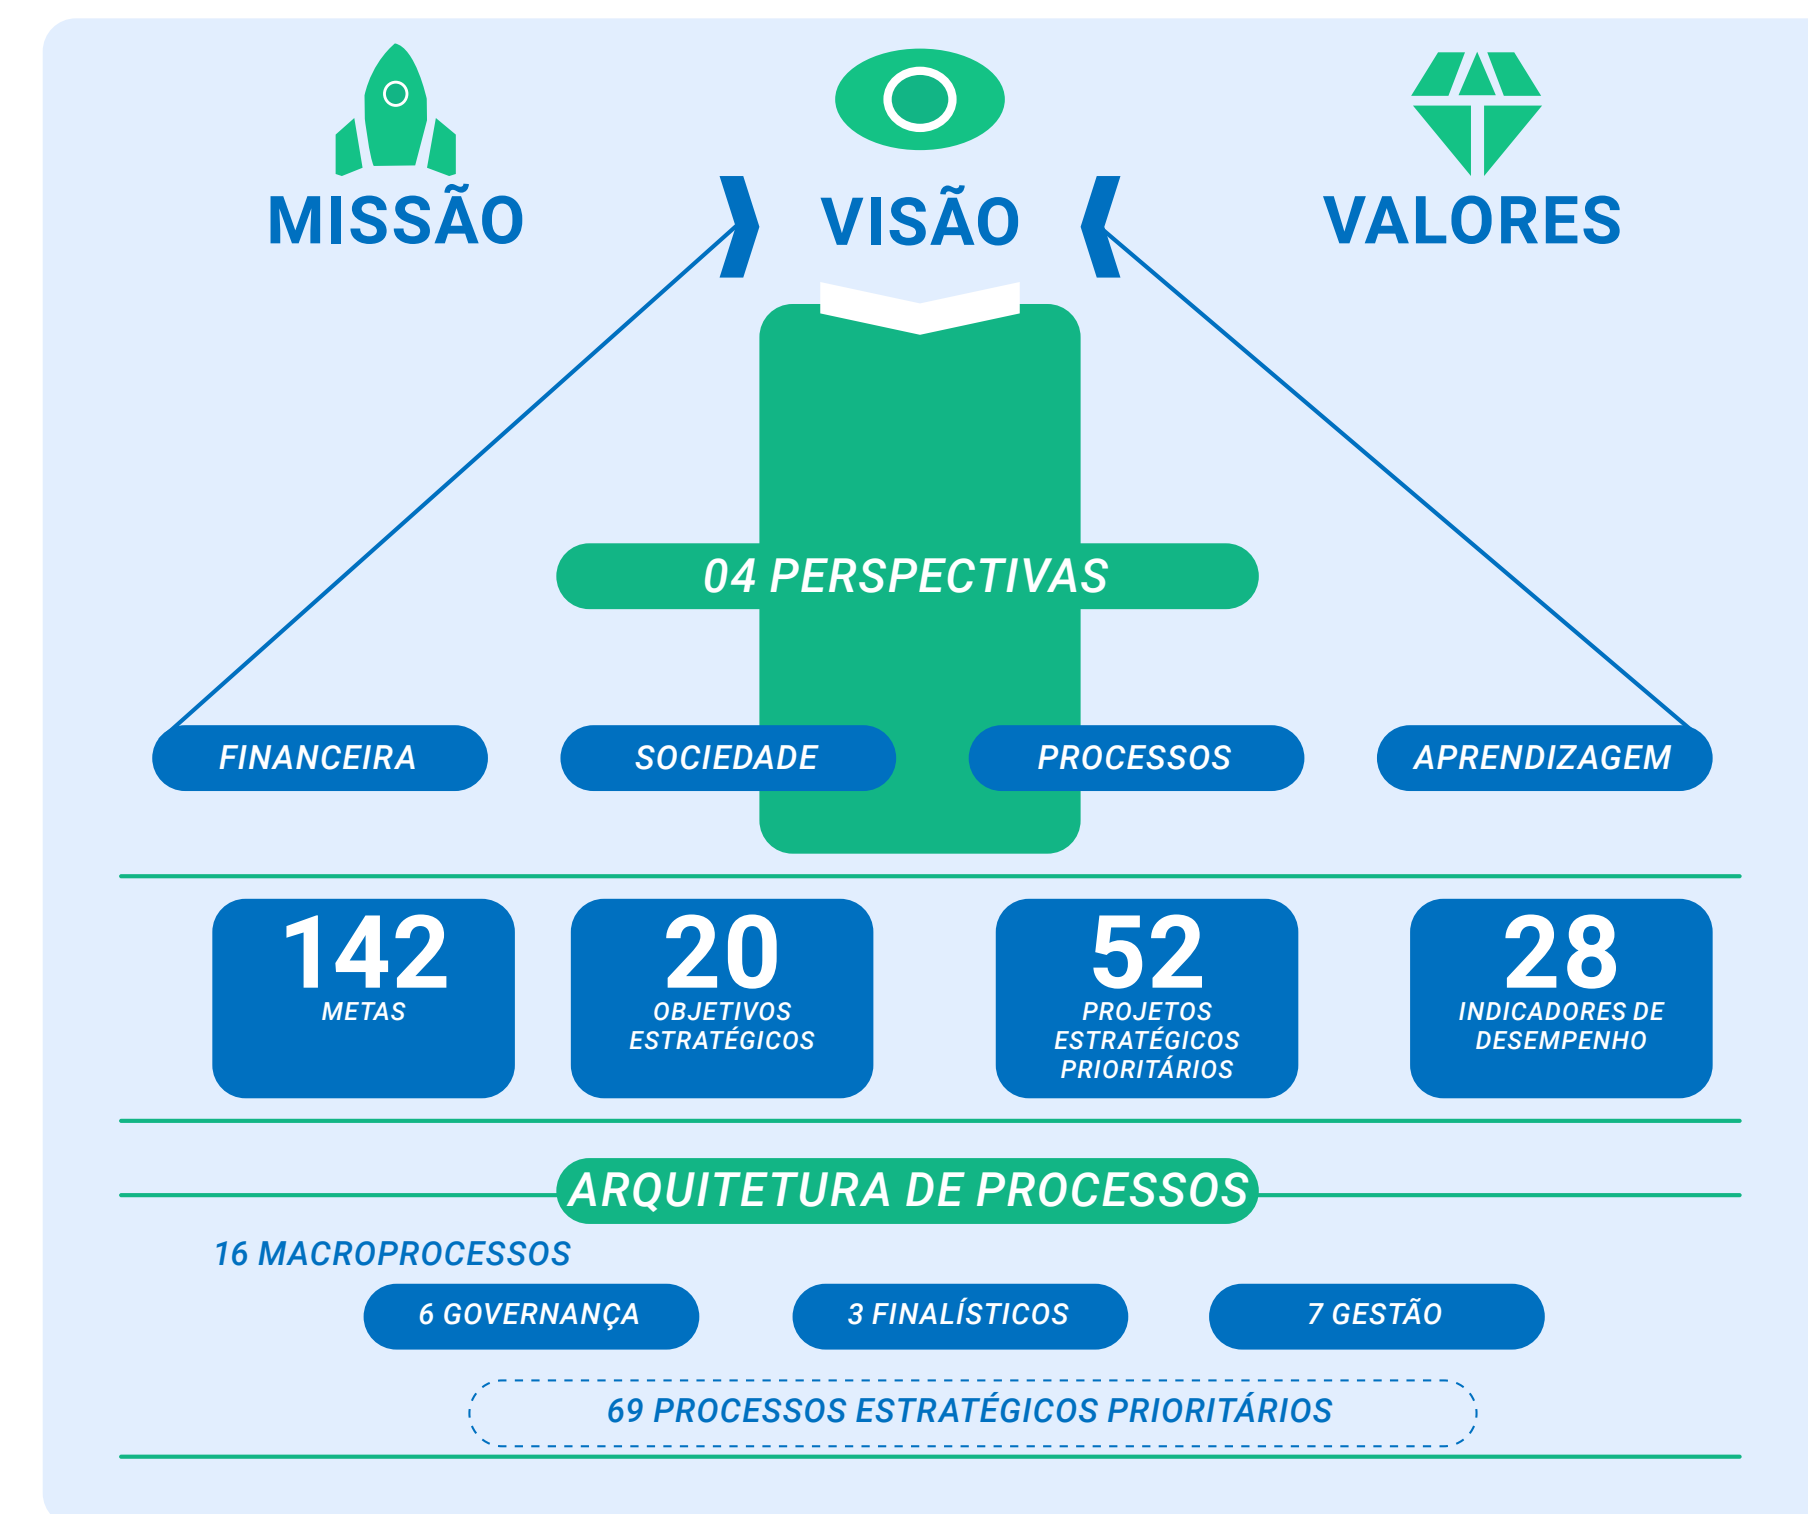 MISSÃO
VISÃO
VALORES
04 PERSPECTIVAS
FINANCEIRA
SOCIEDADE
PROCESSOS
APRENDIZAGEM
142
METAS
20
OBJETIVOS
ESTRATÉGICOS
52
PROJETOS
ESTRATÉGICOS
PRIORITÁRIOS
28
INDICADORES DE
DESEMPENHO
ARQUITETURA DE PROCESSOS
16 MACROPROCESSOS
6 GOVERNANÇA
3 FINALÍSTICOS
7 GESTÃO
69 PROCESSOS ESTRATÉGICOS PRIORITÁRIOS